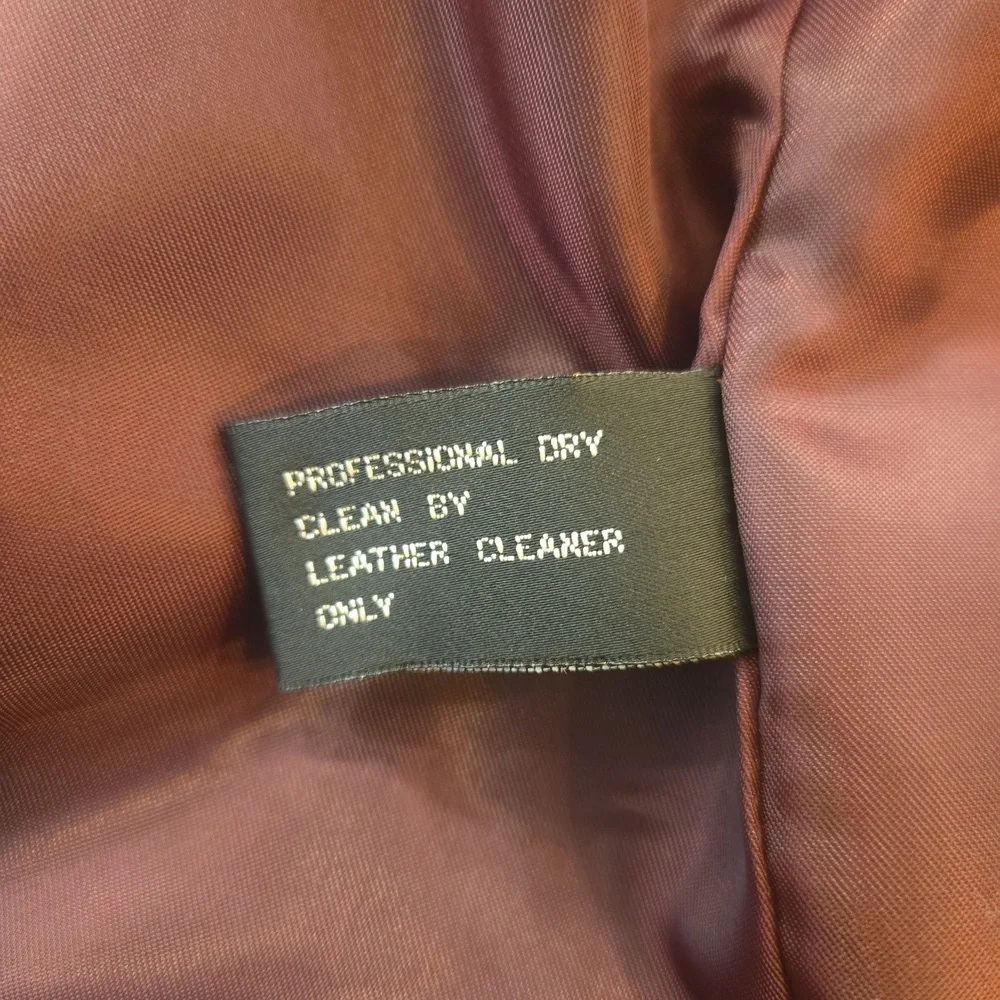 PROFESSIONAL DRY
CLEAN BY
LEATHER CLEANER
ONLY